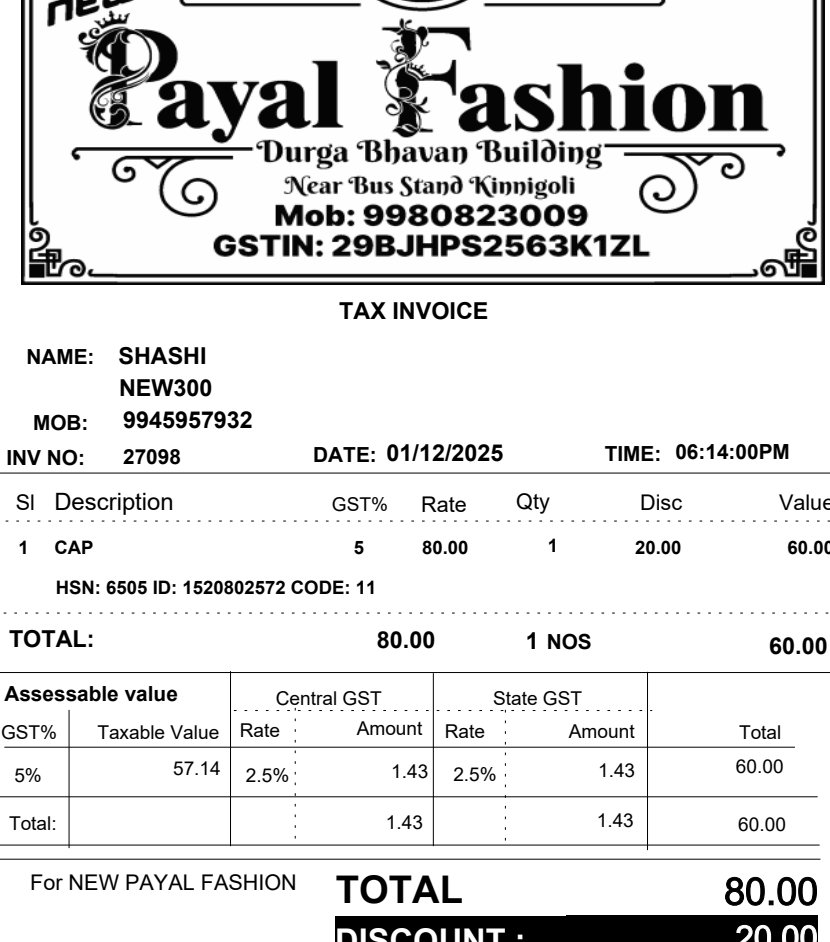 new
Payal Fashion
Durga Bhavan Building
Near Bus Stand Kinnigoli
Mob: 9980823009
GSTIN: 29BJHPS2563K1ZL
TAX INVOICE
NAME: SHASHI
NEW300
MOB: 9945957932
INV NO: 27098 DATE: 01/12/2025 TIME: 06:14:00PM
Sl Description GST% Rate Qty Disc Value
1 CAP 5 80.00 1 20.00 60.00
HSN: 6505 ID: 1520802572 CODE: 11
TOTAL: 80.00 1 NOS 60.00
Assessable value Central GST State GST
GST% Taxable Value Rate Amount Rate Amount Total
5% 57.14 2.5% 1.43 2.5% 1.43 60.00
Total: 1.43 1.43 60.00
For NEW PAYAL FASHION TOTAL 80.00
DISCOUNT : 20.00